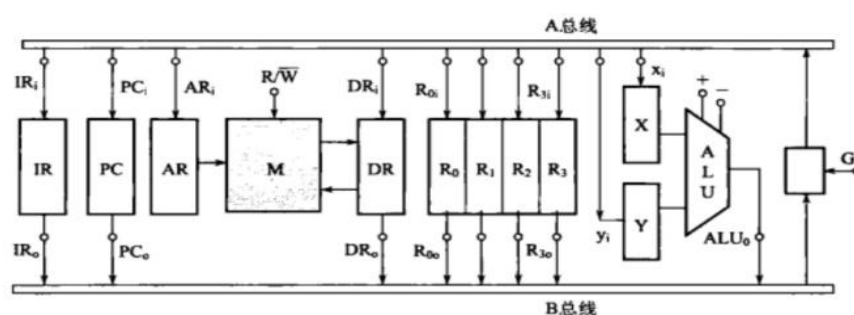 A总线
IRᵢ PCᵢ ARᵢ R/W̅ DRᵢ R₀ᵢ R₃ᵢ xᵢ + −
IR PC AR M DR R₀ R₁ R₂ R₃ X Y ALU G
IRₒ PCₒ DRₒ R₀ₒ R₃ₒ yᵢ ALU₀
B总线